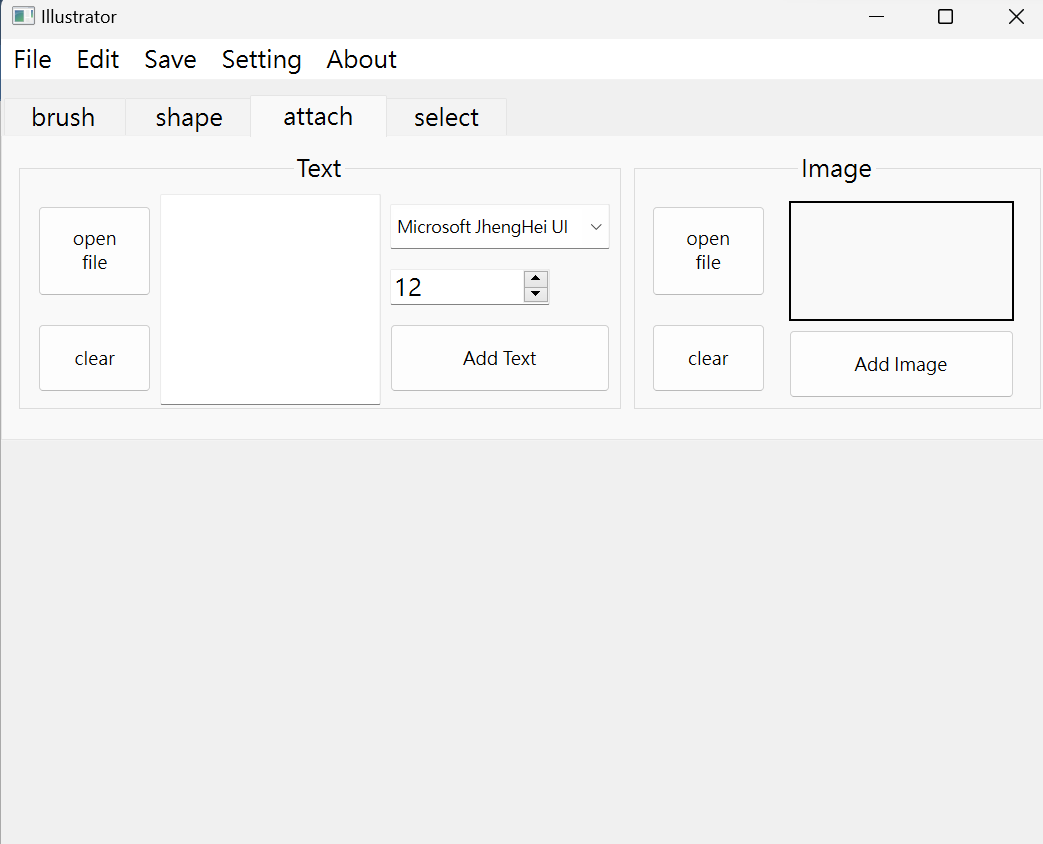 Illustrator
File Edit Save Setting About
brush shape attach select
Text
open
file
clear
Microsoft JhengHei UI
12
Add Text
Image
open
file
clear
Add Image